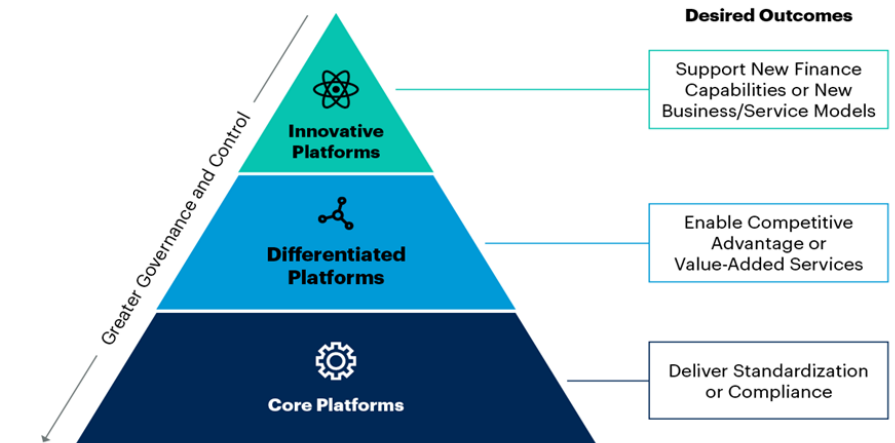 Desired Outcomes
Greater Governance and Control
Innovative
Platforms
Support New Finance
Capabilities or New
Business/Service Models
Differentiated
Platforms
Enable Competitive
Advantage or
Value-Added Services
Core Platforms
Deliver Standardization
or Compliance